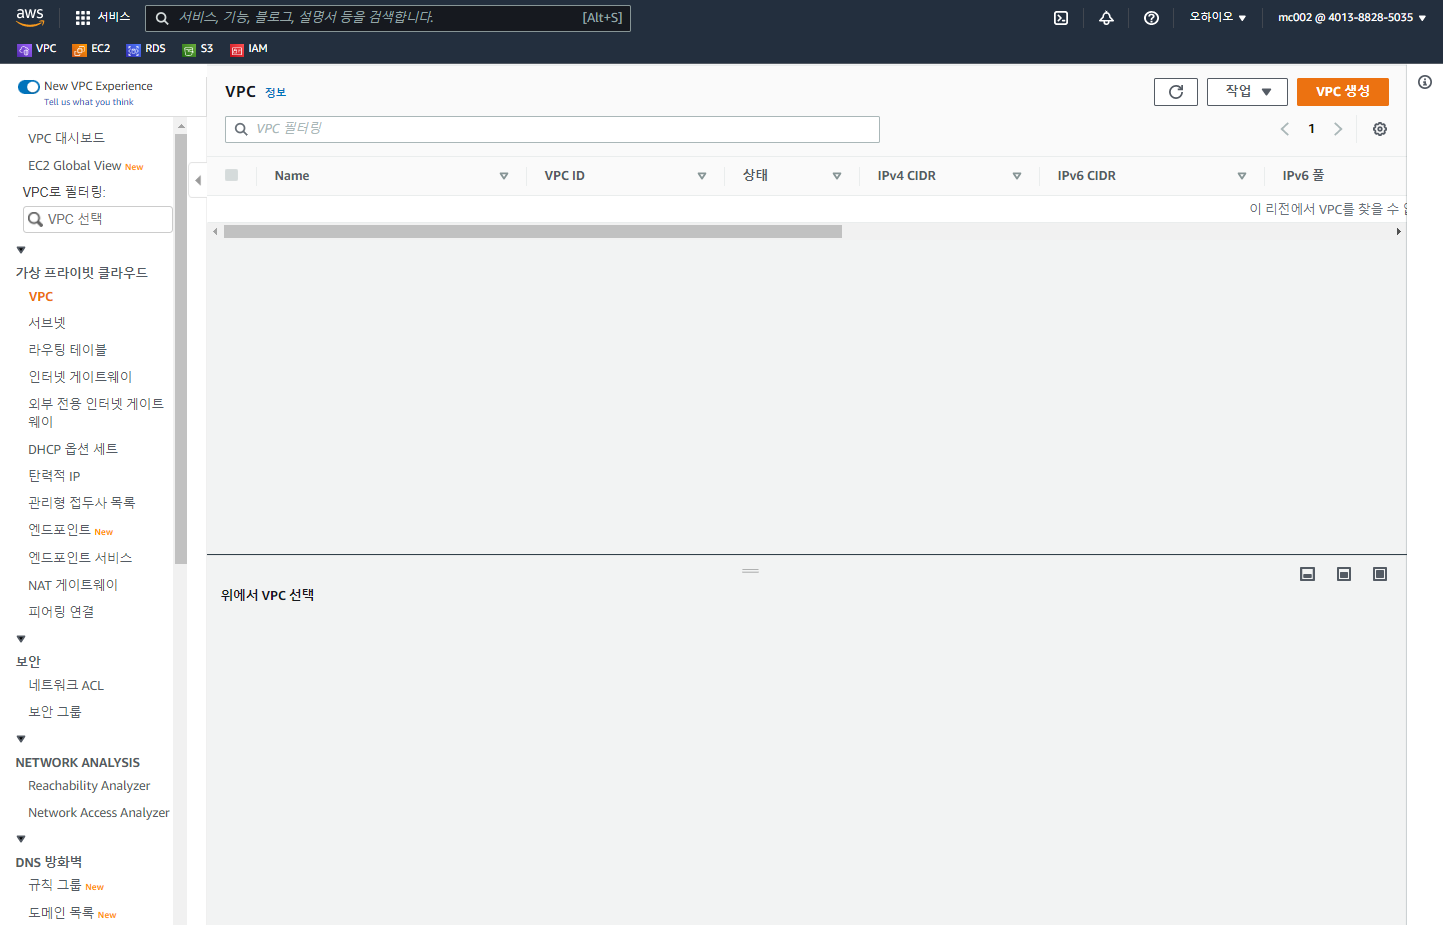 aws 서비스 서비스, 기능, 블로그, 설명서 등을 검색합니다. [Alt+S] 오하이오 mc002 @ 4013-8828-5035
VPC EC2 RDS S3 IAM
New VPC Experience
Tell us what you think
VPC 대시보드
EC2 Global View New
VPC로 필터링:
VPC 선택
가상 프라이빗 클라우드
VPC
서브넷
라우팅 테이블
인터넷 게이트웨이
외부 전용 인터넷 게이트
웨이
DHCP 옵션 세트
탄력적 IP
관리형 접두사 목록
엔드포인트 New
엔드포인트 서비스
NAT 게이트웨이
피어링 연결
보안
네트워크 ACL
보안 그룹
NETWORK ANALYSIS
Reachability Analyzer
Network Access Analyzer
DNS 방화벽
규칙 그룹 New
도메인 목록 New
VPC 정보 작업 VPC 생성
VPC 필터링 1
Name VPC ID 상태 IPv4 CIDR IPv6 CIDR IPv6 풀
이 리전에서 VPC를 찾을 수
위에서 VPC 선택